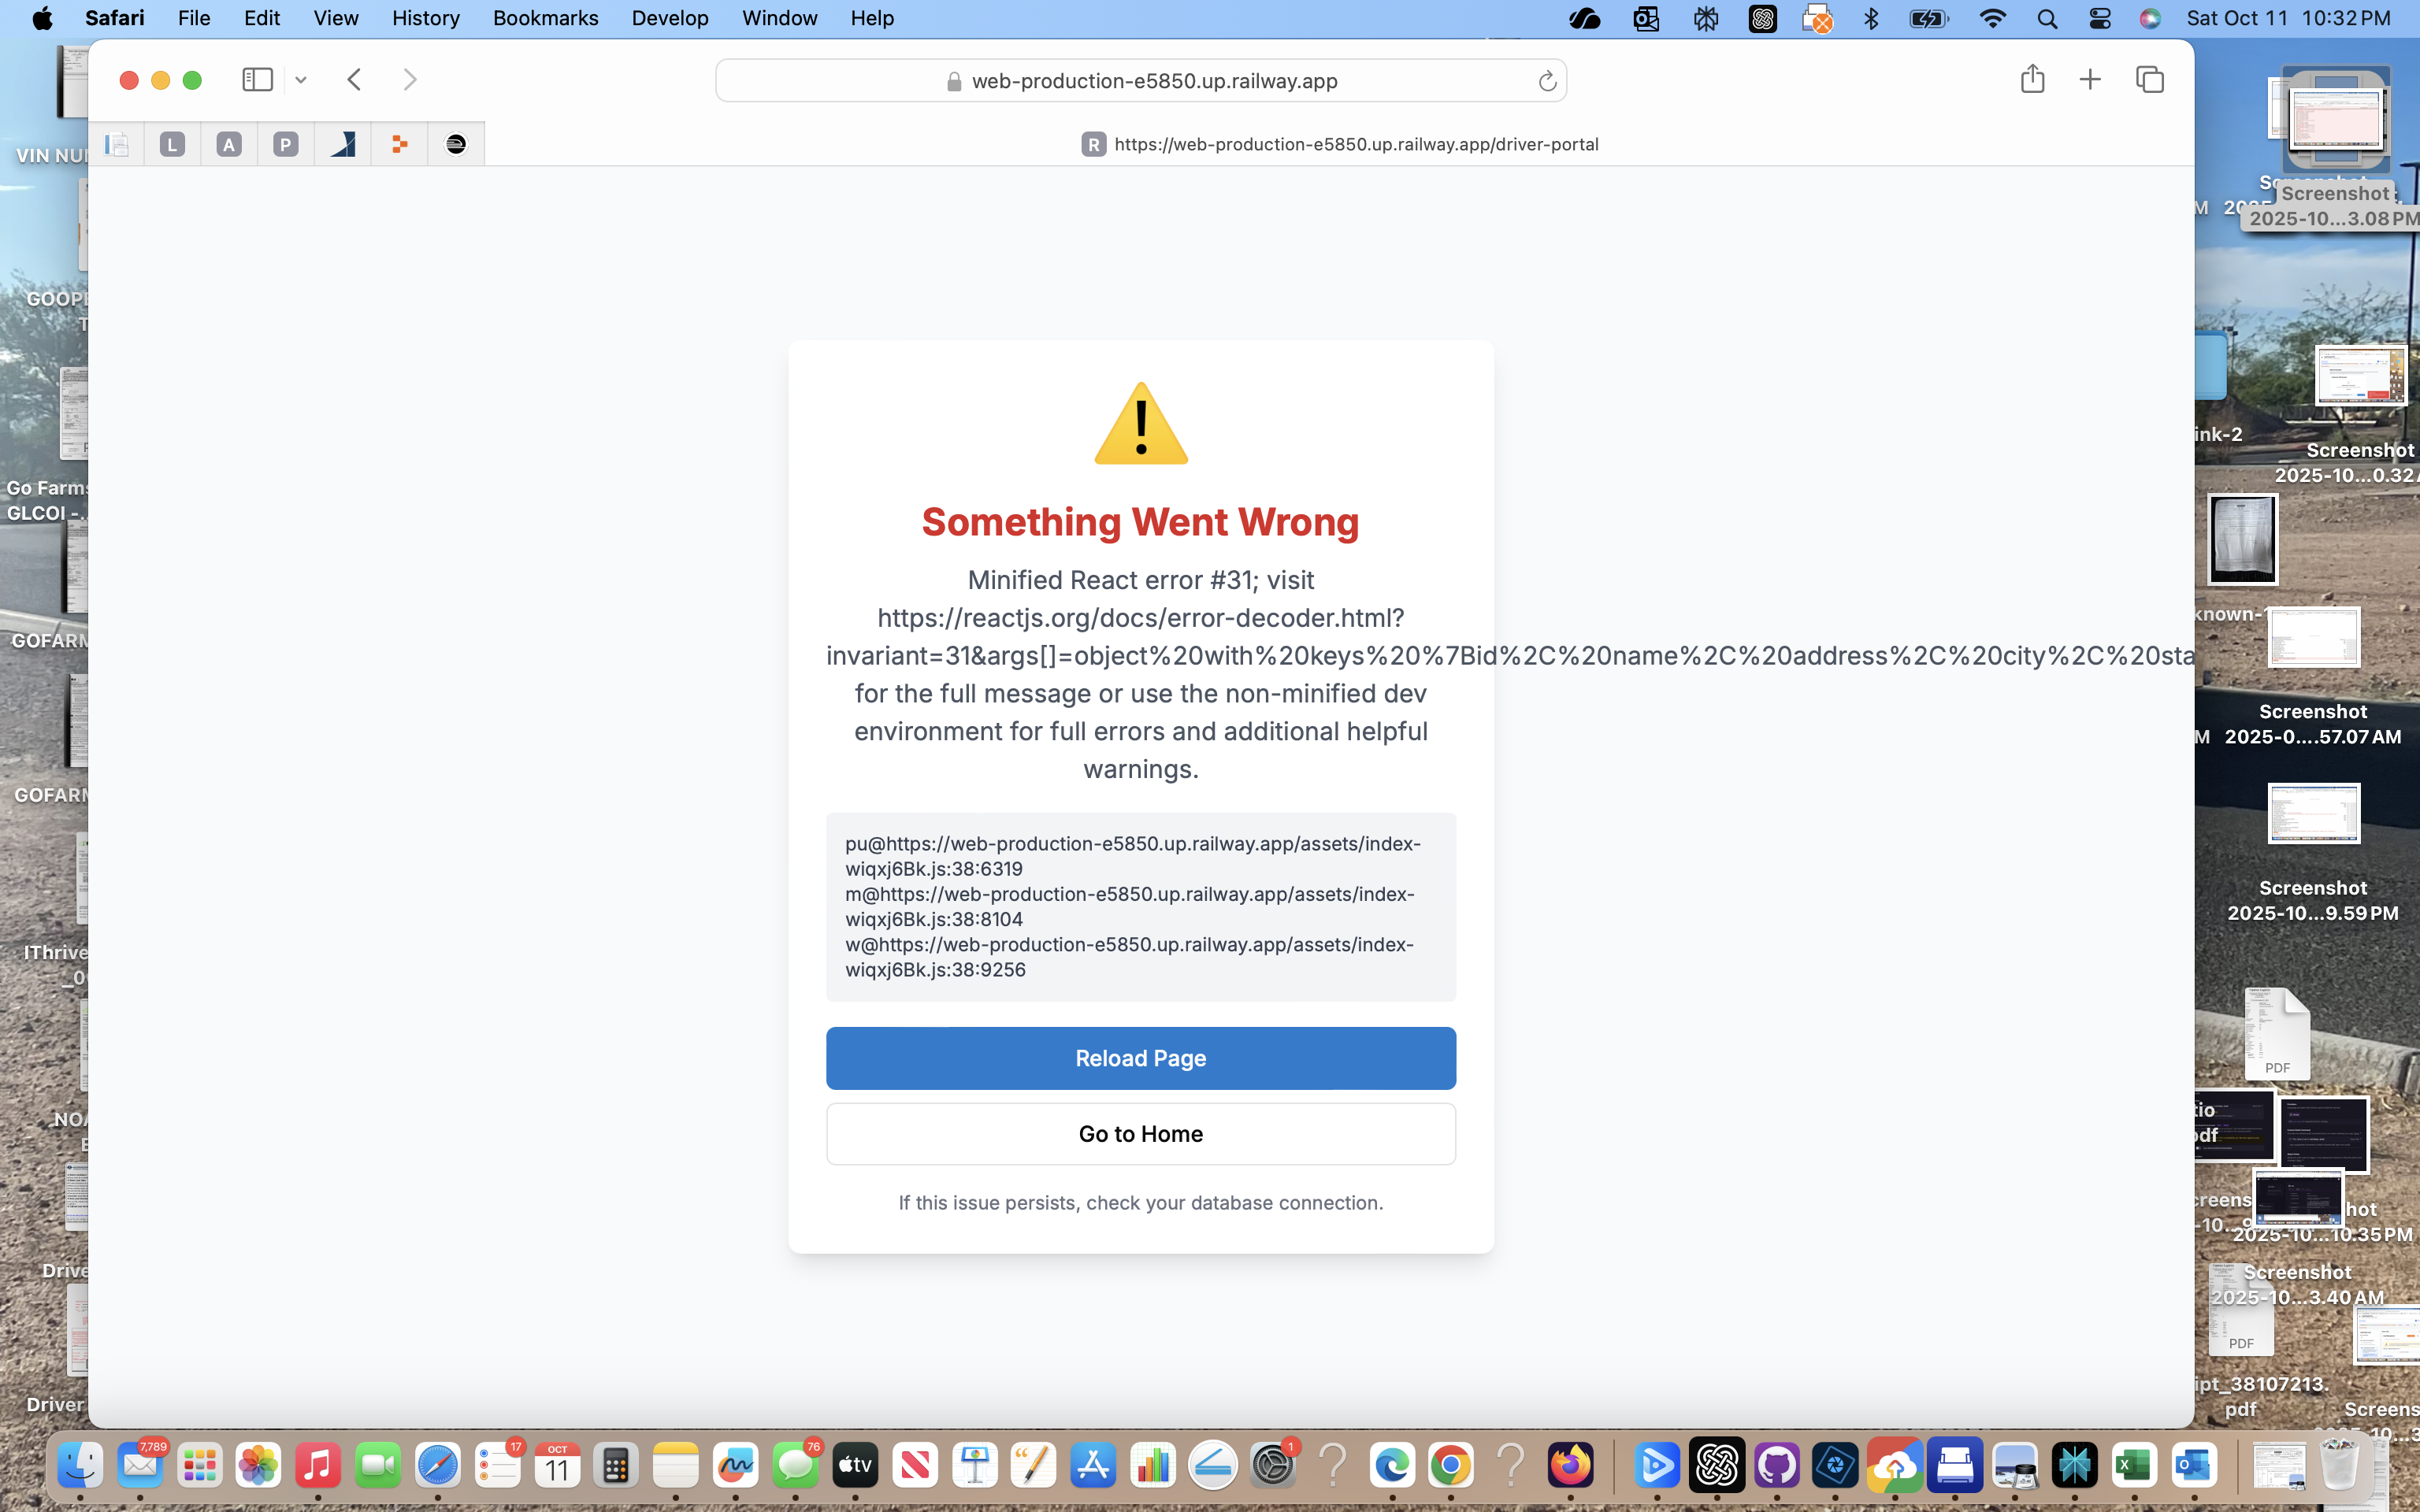 Safari File Edit View History Bookmarks Develop Window Help
Sat Oct 11 10:32 PM
web-production-e5850.up.railway.app
L A P
R https://web-production-e5850.up.railway.app/driver-portal
Something Went Wrong
Minified React error #31; visit
https://reactjs.org/docs/error-decoder.html?
invariant=31&args[]=object%20with%20keys%20%7Bid%2C%20name%2C%20address%2C%20city%2C%20sta
for the full message or use the non-minified dev
environment for full errors and additional helpful
warnings.
pu@https://web-production-e5850.up.railway.app/assets/index-
wiqxj6Bk.js:38:6319
m@https://web-production-e5850.up.railway.app/assets/index-
wiqxj6Bk.js:38:8104
w@https://web-production-e5850.up.railway.app/assets/index-
wiqxj6Bk.js:38:9256
Reload Page
Go to Home
If this issue persists, check your database connection.
VIN NU
GOOP
Go Farms
GLCOI -..
GOFARM
GOFARM
IThrive
_0
NOA
Drive
Driver
Screenshot
2025-10...3.08 PM
ink-2
Screenshot
2025-10...0.32
known-1
Screenshot
2025-0....57.07 AM
Screenshot
2025-10...9.59 PM
PDF
tio
pdf
creens
hot
2025-10...10.35 PM
Screenshot
2025-10...3.40 AM
PDF
ipt_38107213.
pdf
Screens
7,789
17
OCT
11
76
tv
1